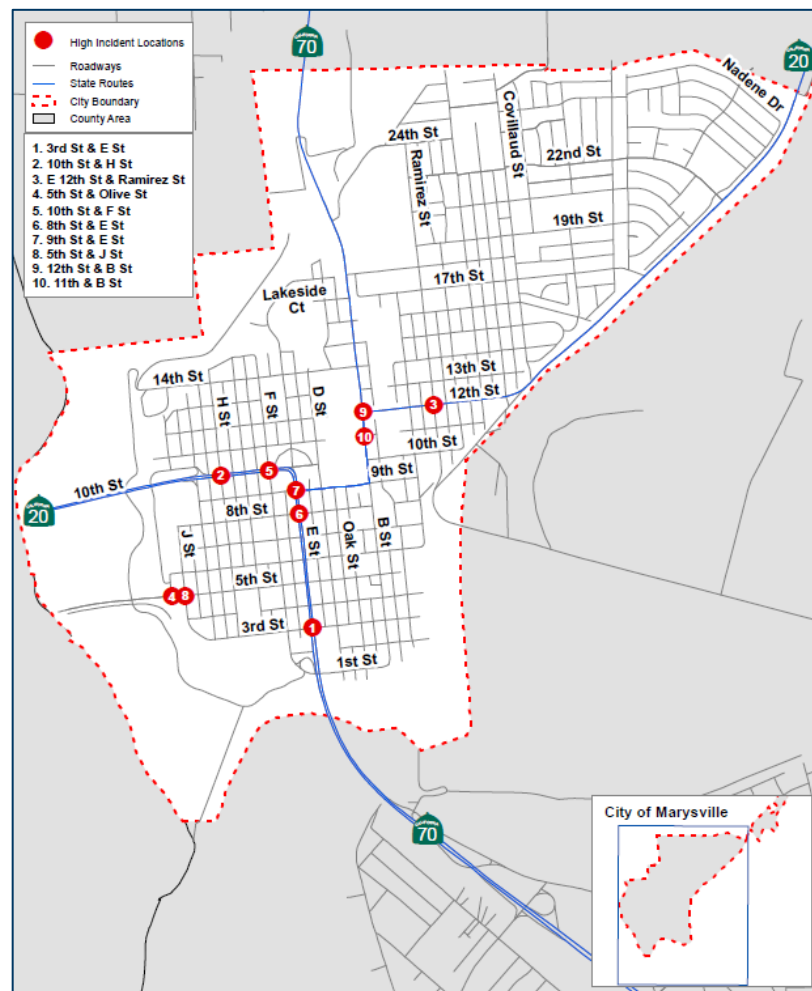 High Incident Locations
Roadways
State Routes
City Boundary
County Area
1. 3rd St & E St
2. 10th St & H St
3. E 12th St & Ramirez St
4. 5th St & Olive St
5. 10th St & F St
6. 8th St & E St
7. 9th St & E St
8. 5th St & J St
9. 12th St & B St
10. 11th & B St
70
20
Nadene Dr
Covillaud St
24th St
Ramirez St
22nd St
19th St
17th St
Lakeside
Ct
13th St
12th St
14th St
D St
F St
H St
9
3
10
10th St
9th St
2
5
7
10th St
20
8th St
6
E St
Oak St
B St
J St
5th St
4
8
3rd St
1
1st St
70
City of Marysville